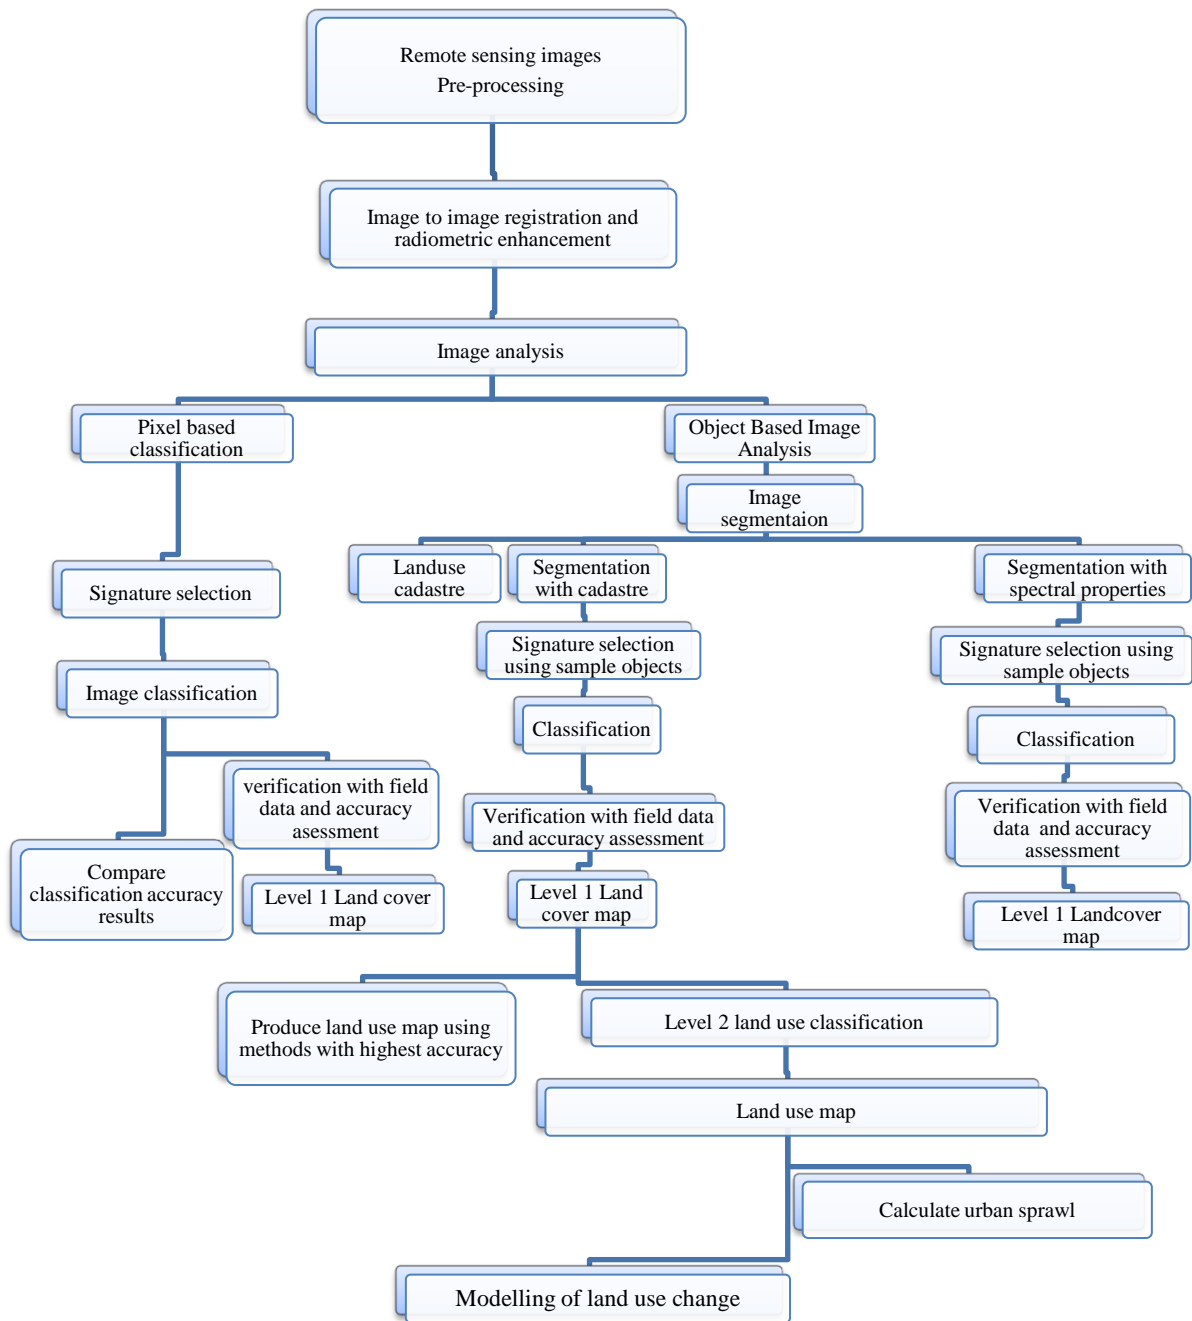 Remote sensing images
Pre-processing
Image to image registration and
radiometric enhancement
Image analysis
Pixel based
classification
Object Based Image
Analysis
Image
segmentaion
Landuse
cadastre
Segmentation
with cadastre
Segmentation with
spectral properties
Signature selection
Signature selection
using sample objects
Signature selection using
sample objects
Image classification
Classification
Classification
verification with field
data and accuracy
asessment
Verification with field data
and accuracy assessment
Verification with field
data and accuracy
assessment
Compare
classification accuracy
results
Level 1 Land cover
map
Level 1 Land
cover map
Level 1 Landcover
map
Produce land use map using
methods with highest accuracy
Level 2 land use classification
Land use map
Calculate urban sprawl
Modelling of land use change